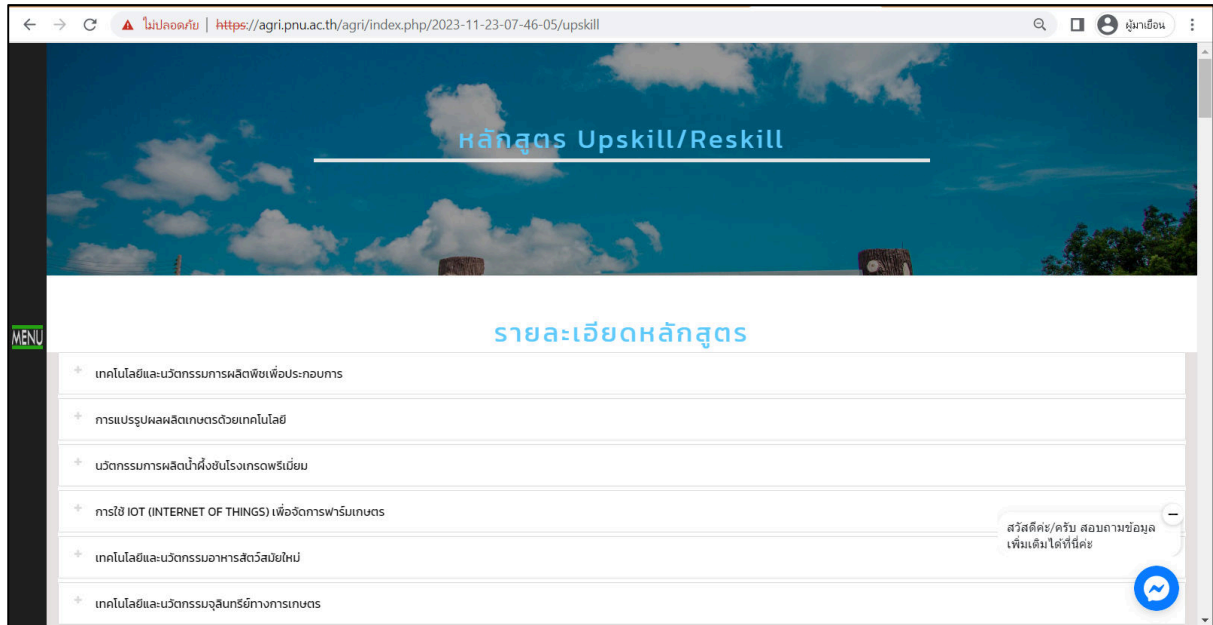 ไม่ปลอดภัย | https://agri.pnu.ac.th/agri/index.php/2023-11-23-07-46-05/upskill
ผู้มาเยือน
หลักสูตร Upskill/Reskill
MENU
รายละเอียดหลักสูตร
เทคโนโลยีและนวัตกรรมการผลิตพืชเพื่อประกอบการ
การแปรรูปผลผลิตเกษตรด้วยเทคโนโลยี
นวัตกรรมการผลิตน้ำผึ้งชันโรงเกรดพรีเมี่ยม
การใช้ IOT (INTERNET OF THINGS) เพื่อจัดการฟาร์มเกษตร
สวัสดีค่ะ/ครับ สอบถามข้อมูล
เพิ่มเติมได้ที่นี่ค่ะ
เทคโนโลยีและนวัตกรรมอาหารสัตว์สมัยใหม่
เทคโนโลยีและนวัตกรรมจุลินทรีย์ทางการเกษตร